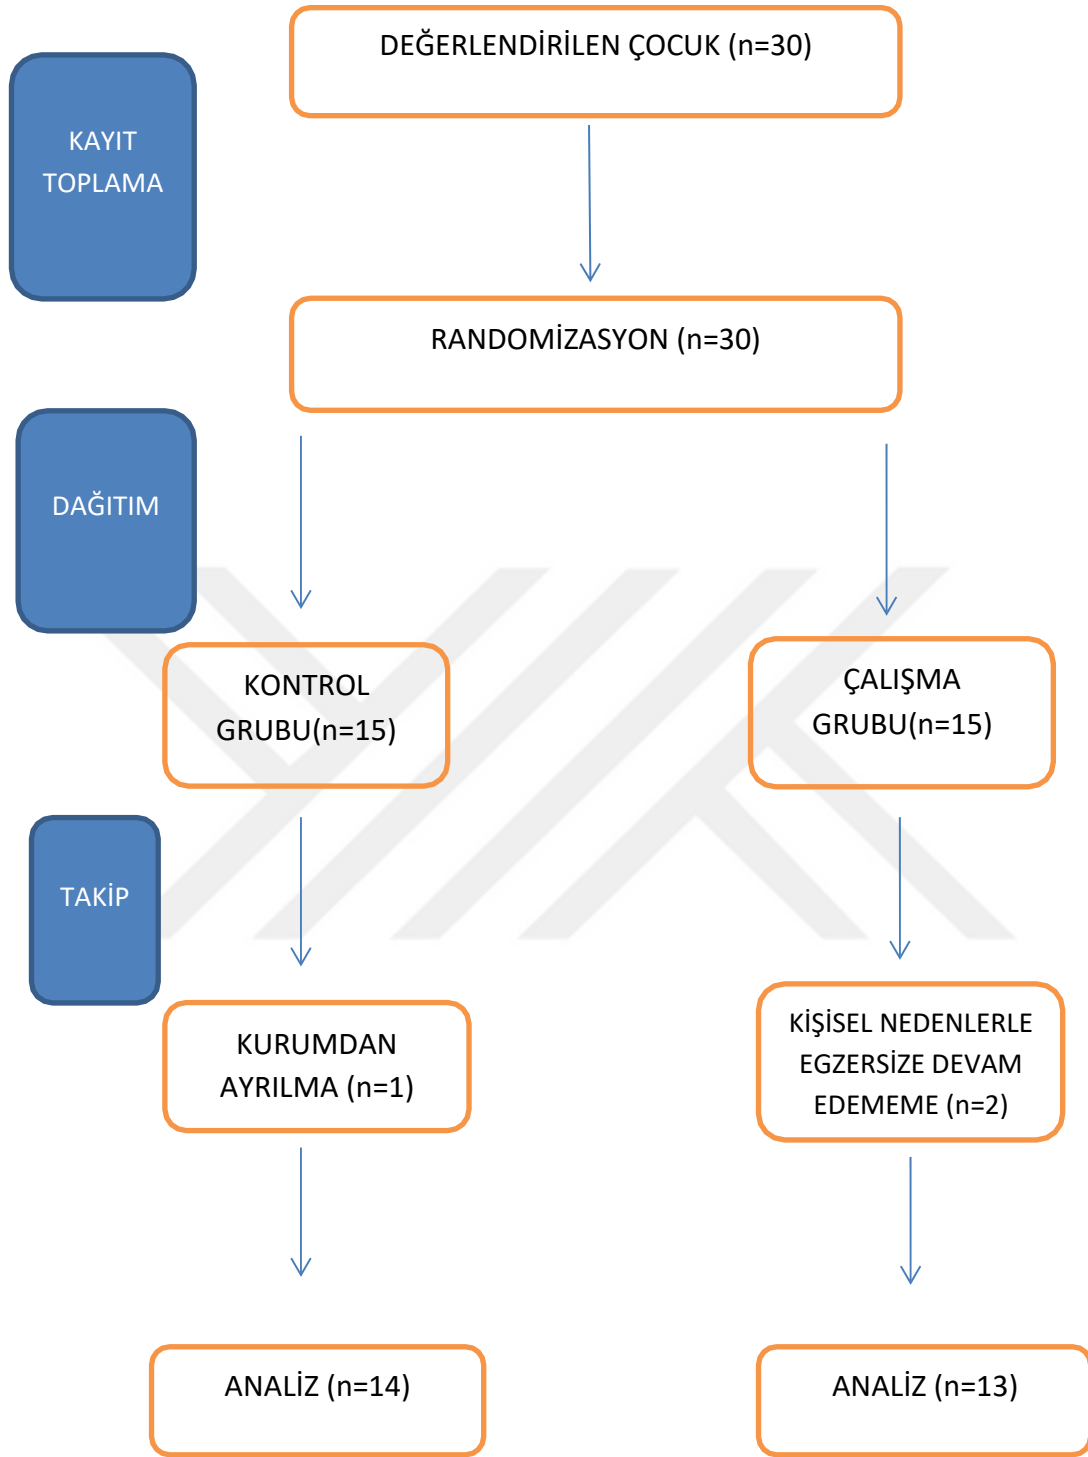 DEĞERLENDİRİLEN ÇOCUK (n=30)
KAYIT
TOPLAMA
RANDOMİZASYON (n=30)
DAĞITIM
KONTROL
GRUBU(n=15)
ÇALIŞMA
GRUBU(n=15)
TAKİP
KURUMDAN
AYRILMA (n=1)
KİŞİSEL NEDENLERLE
EGZERSİZE DEVAM
EDEMEME (n=2)
ANALİZ (n=14)
ANALİZ (n=13)